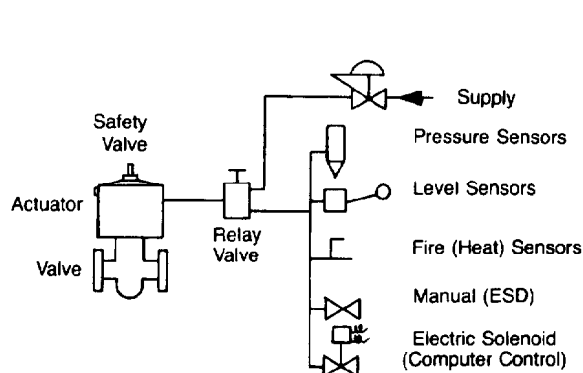 Supply
Safety
Valve
Pressure Sensors
Actuator
Level Sensors
Relay
Valve
Fire (Heat) Sensors
Valve
Manual (ESD)
Electric Solenoid
(Computer Control)